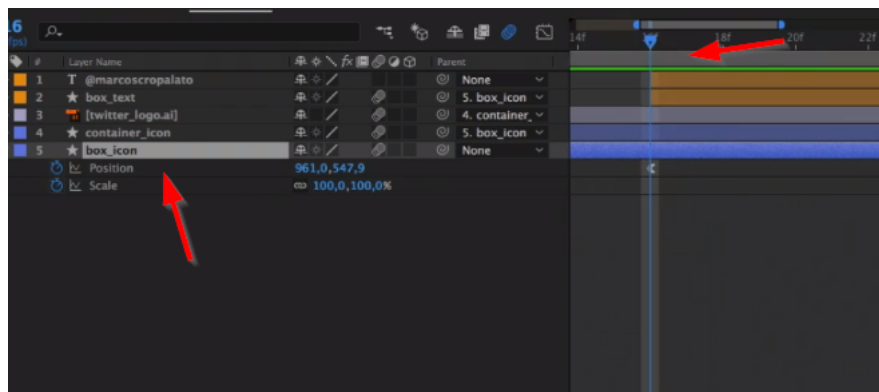 16
fps)
14f 16f 18f 20f 22f
# Layer Name fx Parent
1 T @marcoscropalato None
2 box_text 5. box_icon
3 [twitter_logo.ai] 4. container_
4 container_icon 5. box_icon
5 box_icon None
Position 961,0,547,9
Scale 100,0,100,0%